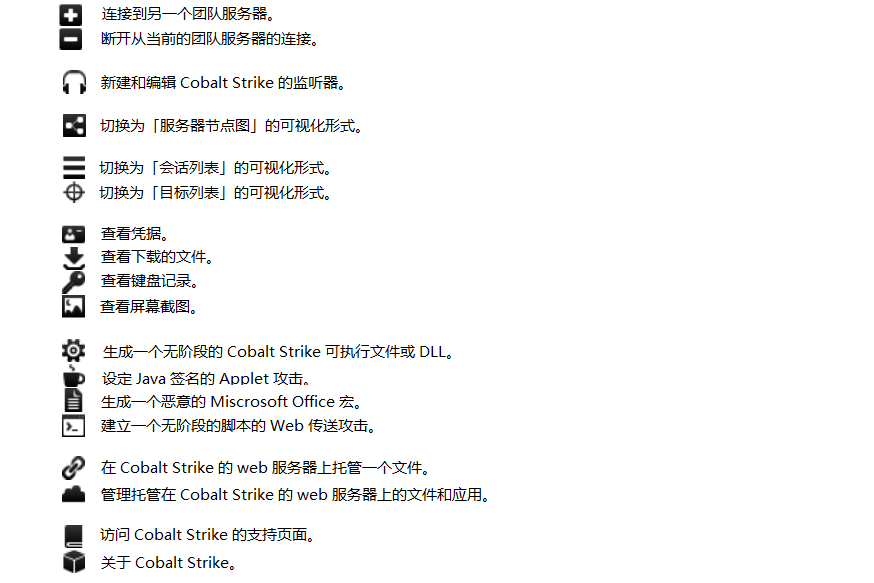 连接到另一个团队服务器。
断开从当前的团队服务器的连接。
新建和编辑 Cobalt Strike 的监听器。
切换为「服务器节点图」的可视化形式。
切换为「会话列表」的可视化形式。
切换为「目标列表」的可视化形式。
查看凭据。
查看下载的文件。
查看键盘记录。
查看屏幕截图。
生成一个无阶段的 Cobalt Strike 可执行文件或 DLL。
设定 Java 签名的 Applet 攻击。
生成一个恶意的 Miscrosoft Office 宏。
建立一个无阶段的脚本的 Web 传送攻击。
在 Cobalt Strike 的 web 服务器上托管一个文件。
管理托管在 Cobalt Strike 的 web 服务器上的文件和应用。
访问 Cobalt Strike 的支持页面。
关于 Cobalt Strike。